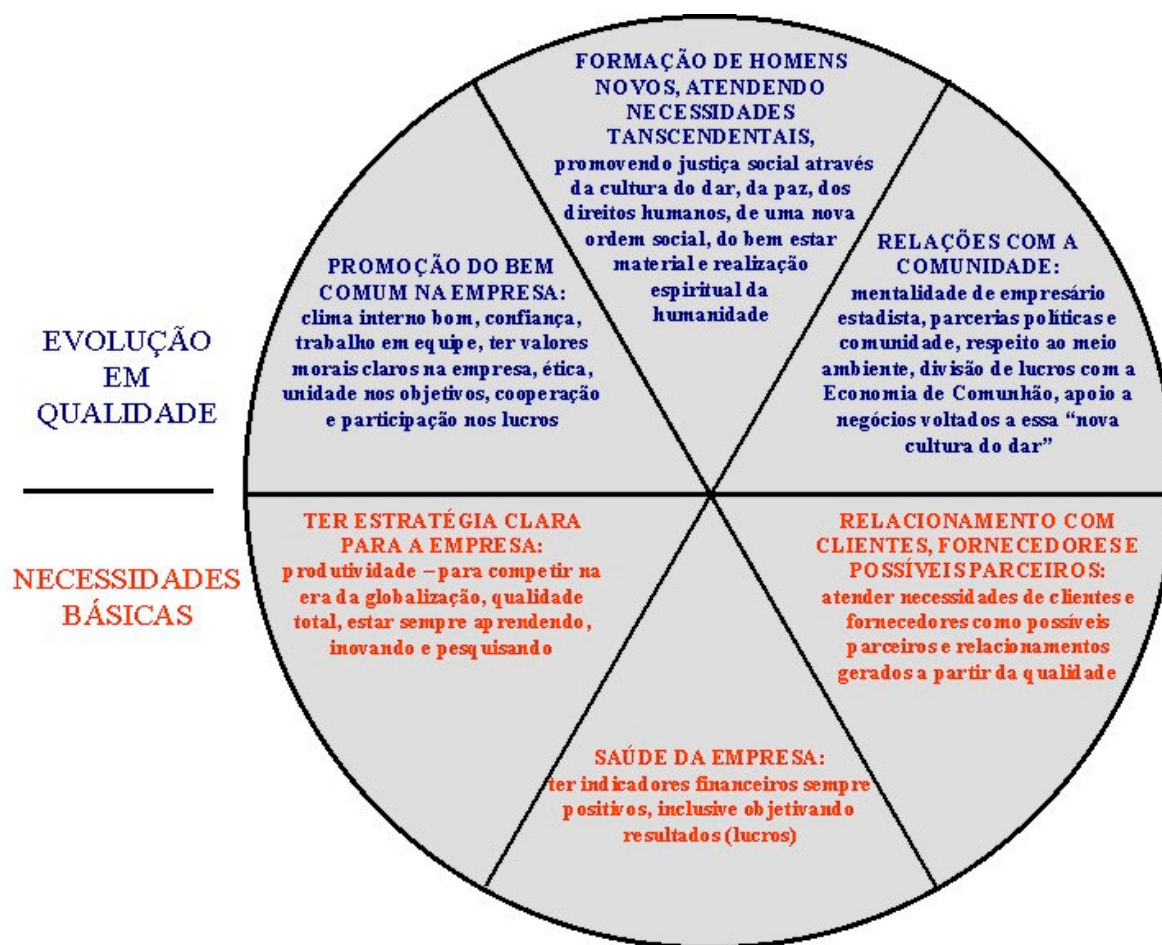 FORMAÇÃO DE HOMENS
NOVOS, ATENDENDO
NECESSIDADES
TANSCENDENTAIS,
promovendo justiça social através
da cultura do dar, da paz, dos
direitos humanos, de uma nova
ordem social, do bem estar
material e realização
espiritual da
humanidade
PROMOÇÃO DO BEM
COMUM NA EMPRESA:
clima interno bom, confiança,
trabalho em equipe, ter valores
morais claros na empresa, ética,
unidade nos objetivos, cooperação
e participação nos lucros
RELAÇÕES COM A
COMUNIDADE:
mentalidade de empresário
estadista, parcerias políticas e
comunidade, respeito ao meio
ambiente, divisão de lucros com a
Economia de Comunhão, apoio a
negócios voltados a essa “nova
cultura do dar”
EVOLUÇÃO
EM
QUALIDADE
NECESSIDADES
BÁSICAS
TER ESTRATÉGIA CLARA
PARA A EMPRESA:
produtividade – para competir na
era da globalização, qualidade
total, estar sempre aprendendo,
inovando e pesquisando
RELACIONAMENTO COM
CLIENTES, FORNECEDORES E
POSSÍVEIS PARCEIROS:
atender necessidades de clientes e
fornecedores como possíveis
parceiros e relacionamentos
gerados a partir da qualidade
SAÚDE DA EMPRESA:
ter indicadores financeiros sempre
positivos, inclusive objetivando
resultados (lucros)